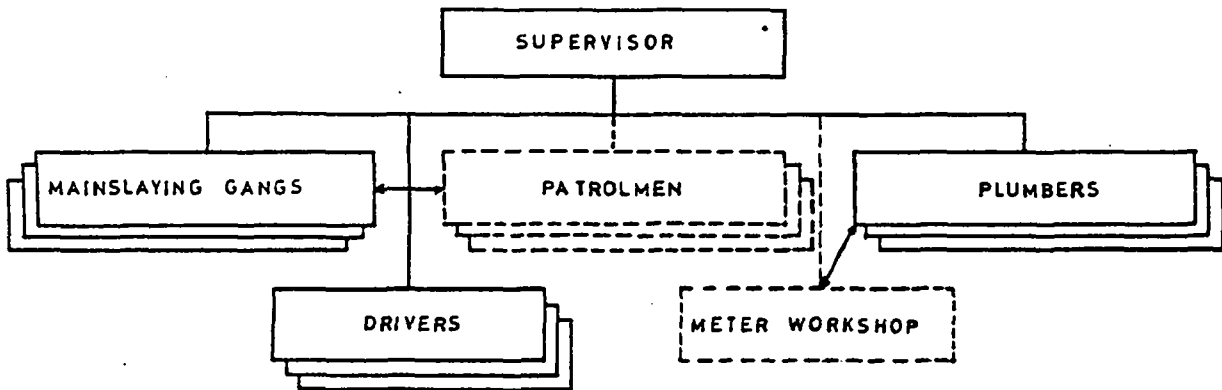 SUPERVISOR
MAINSLAYING GANGS
PATROLMEN
PLUMBERS
DRIVERS
METER WORKSHOP